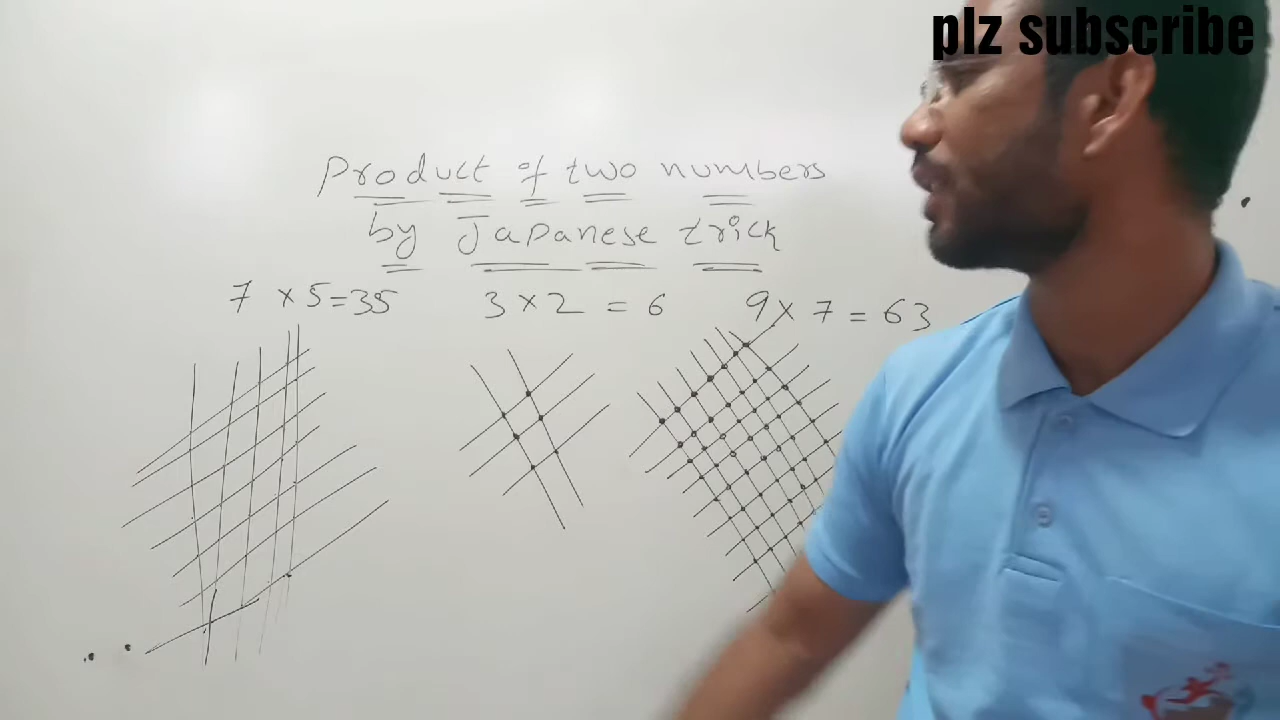 plz subscribe
Product of two numbers
by Japanese trick
7 x 5 = 35
3 x 2 = 6
9 x 7 = 63